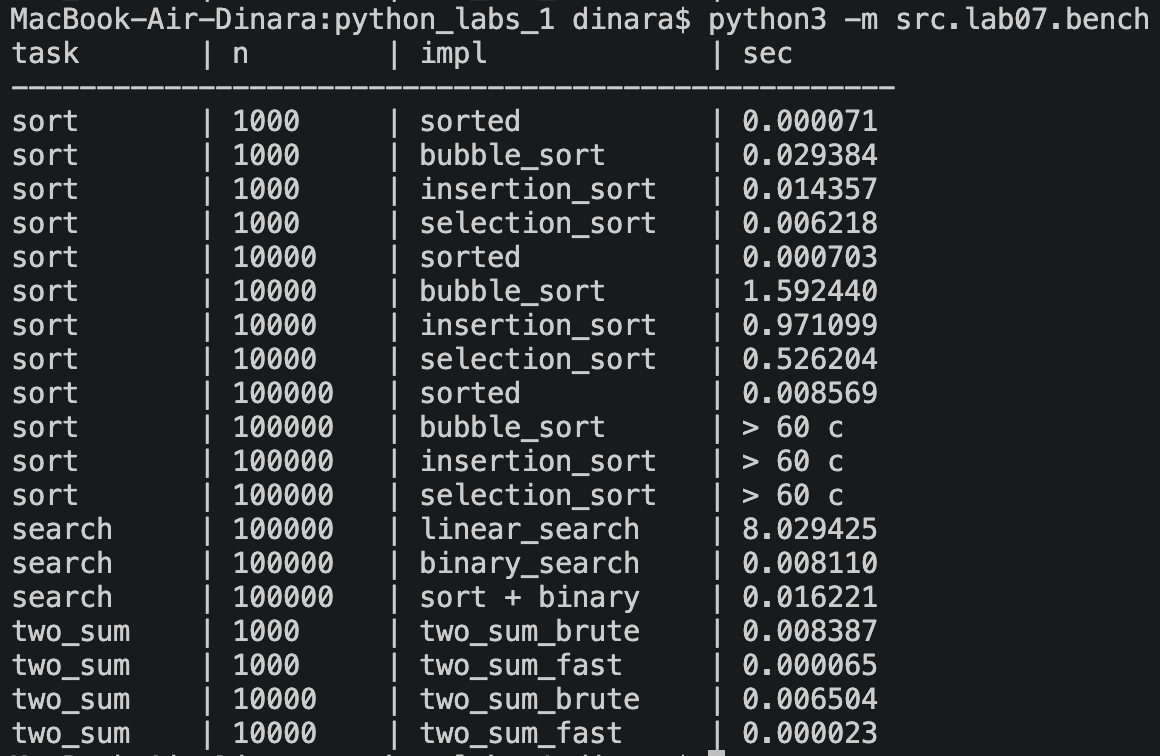 MacBook-Air-Dinara:python_labs_1 dinara$ python3 -m src.lab07.bench
task | n | impl | sec
------------------------------------------------------
sort | 1000 | sorted | 0.000071
sort | 1000 | bubble_sort | 0.029384
sort | 1000 | insertion_sort | 0.014357
sort | 1000 | selection_sort | 0.006218
sort | 10000 | sorted | 0.000703
sort | 10000 | bubble_sort | 1.592440
sort | 10000 | insertion_sort | 0.971099
sort | 10000 | selection_sort | 0.526204
sort | 100000 | sorted | 0.008569
sort | 100000 | bubble_sort | > 60 c
sort | 100000 | insertion_sort | > 60 c
sort | 100000 | selection_sort | > 60 c
search | 100000 | linear_search | 8.029425
search | 100000 | binary_search | 0.008110
search | 100000 | sort + binary | 0.016221
two_sum | 1000 | two_sum_brute | 0.008387
two_sum | 1000 | two_sum_fast | 0.000065
two_sum | 10000 | two_sum_brute | 0.006504
two_sum | 10000 | two_sum_fast | 0.000023